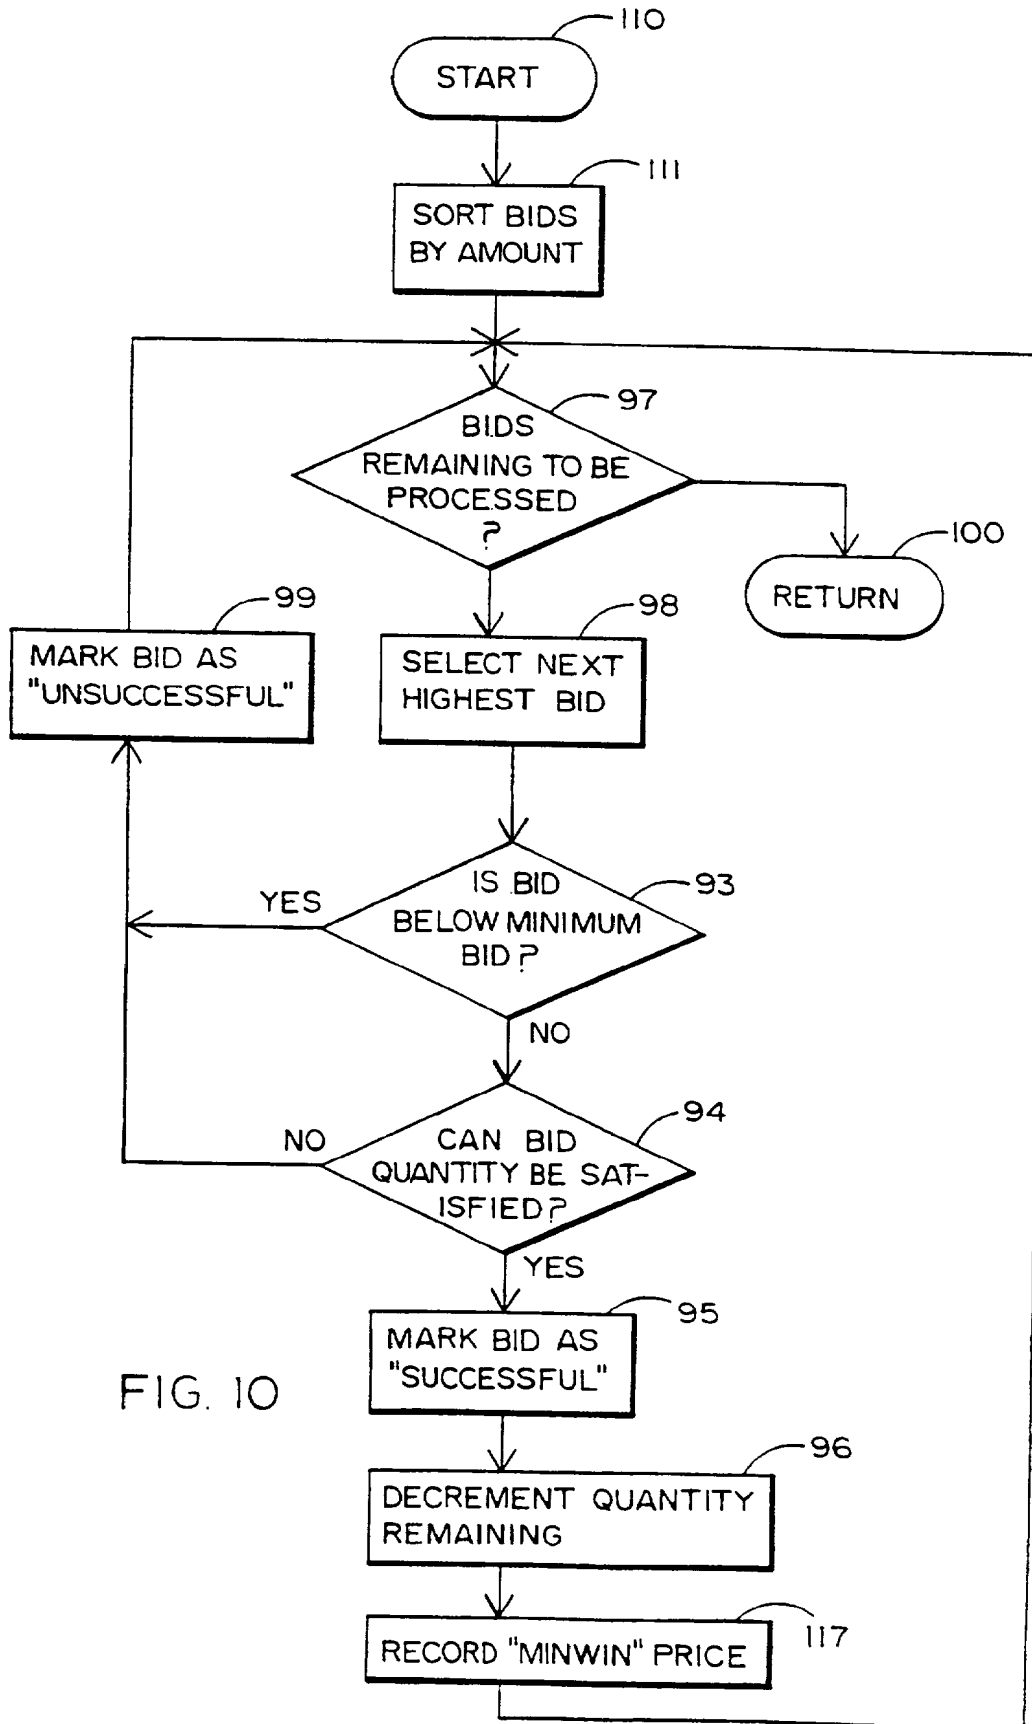 110
START
111
SORT BIDS
BY AMOUNT
97
BIDS
REMAINING TO BE
PROCESSED
?
100
RETURN
99
MARK BID AS
"UNSUCCESSFUL"
98
SELECT NEXT
HIGHEST BID
93
YES
IS BID
BELOW MINIMUM
BID?
NO
94
NO
CAN BID
QUANTITY BE SAT-
ISFIED?
YES
95
MARK BID AS
"SUCCESSFUL"
FIG. 10
96
DECREMENT QUANTITY
REMAINING
117
RECORD "MINWIN" PRICE